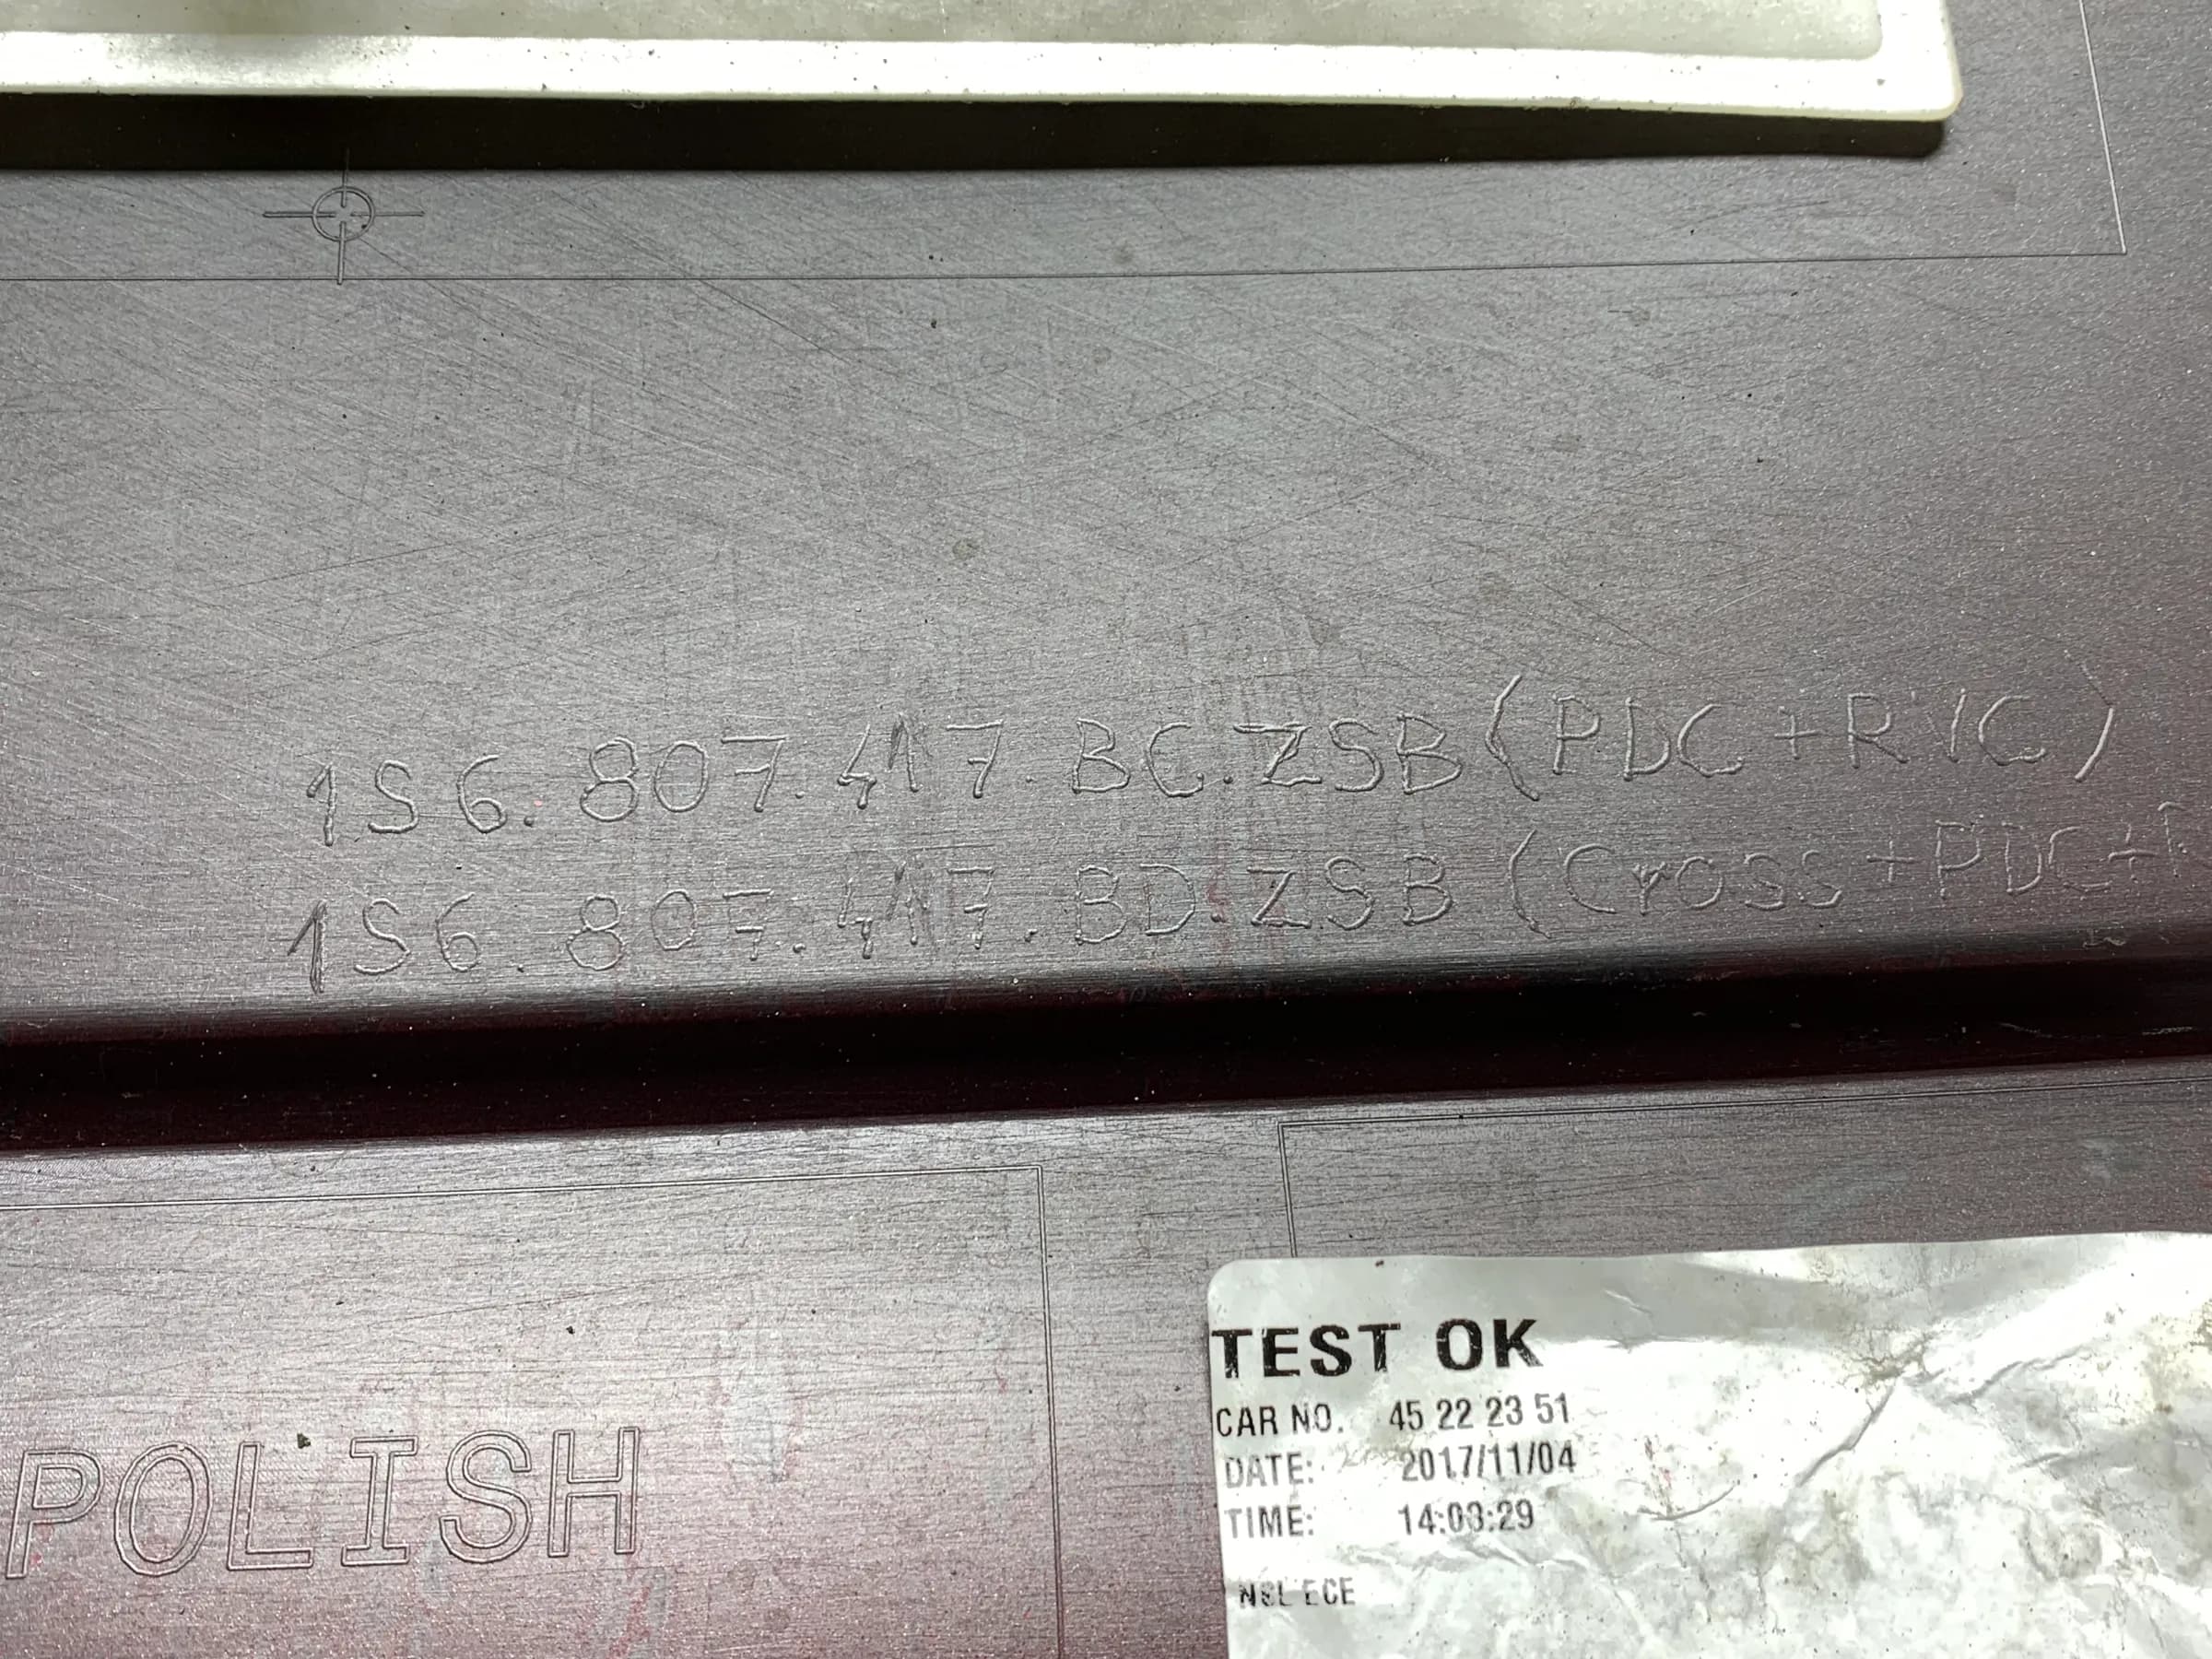 1S6.807.417.BC.ZSB (PDC+RVC)
1S6.807.417.BD.ZSB (Cross+PDC+R
POLISH
TEST OK
CAR NO. 45 22 23 51
DATE: 2017/11/04
TIME: 14:03:29
ECE